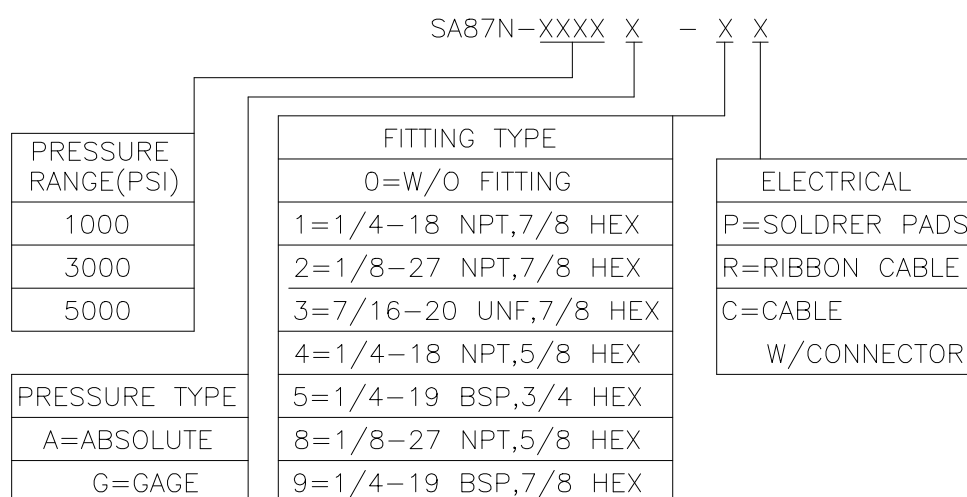 SA87N-XXXX X - X X
PRESSURE
RANGE(PSI)
1000
3000
5000
PRESSURE TYPE
A=ABSOLUTE
G=GAGE
FITTING TYPE
0=W/O FITTING
1=1/4-18 NPT,7/8 HEX
2=1/8-27 NPT,7/8 HEX
3=7/16-20 UNF,7/8 HEX
4=1/4-18 NPT,5/8 HEX
5=1/4-19 BSP,3/4 HEX
8=1/8-27 NPT,5/8 HEX
9=1/4-19 BSP,7/8 HEX
ELECTRICAL
P=SOLDRER PADS
R=RIBBON CABLE
C=CABLE
W/CONNECTOR